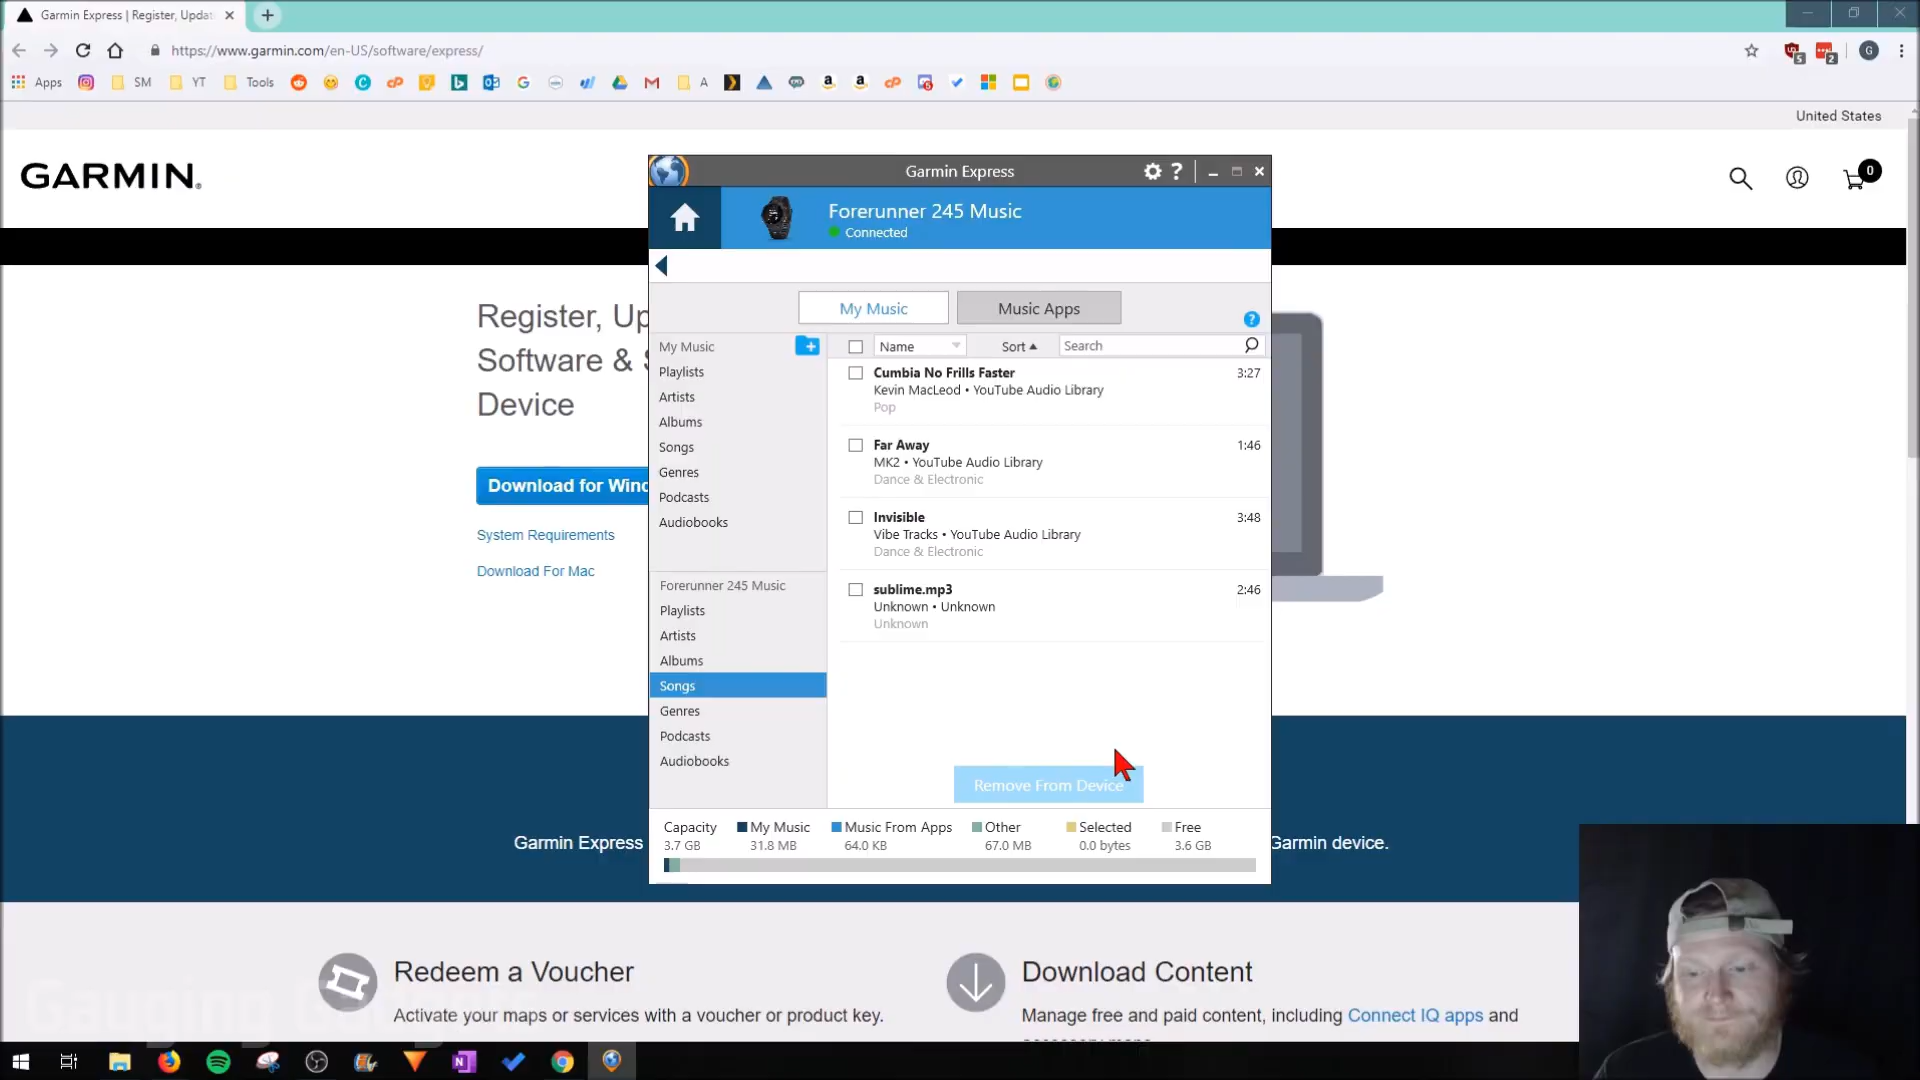 Garmin Express | Register, Updat
https://www.garmin.com/en-US/software/express/
5
2
G
Apps
SM
YT
Tools
A
United States
GARMIN.
0
Register, Up
Software & S
Device
Download for Wind
System Requirements
Download For Mac
Garmin Express
Forerunner 245 Music
Connected
My Music
Music Apps
?
My Music
Playlists
Artists
Albums
Songs
Genres
Podcasts
Audiobooks
Forerunner 245 Music
Playlists
Artists
Albums
Songs
Genres
Podcasts
Audiobooks
Name
Sort
Search
Cumbia No Frills Faster
3:27
Kevin MacLeod • YouTube Audio Library
Pop
Far Away
1:46
MK2 • YouTube Audio Library
Dance & Electronic
Invisible
3:48
Vibe Tracks • YouTube Audio Library
Dance & Electronic
sublime.mp3
2:46
Unknown • Unknown
Unknown
Remove From Device
Capacity
3.7 GB
My Music
31.8 MB
Music From Apps
64.0 KB
Other
67.0 MB
Selected
0.0 bytes
Free
3.6 GB
Garmin Express
Garmin device.
Redeem a Voucher
Activate your maps or services with a voucher or product key.
Download Content
Manage free and paid content, including Connect IQ apps and
Gauging Gadgets